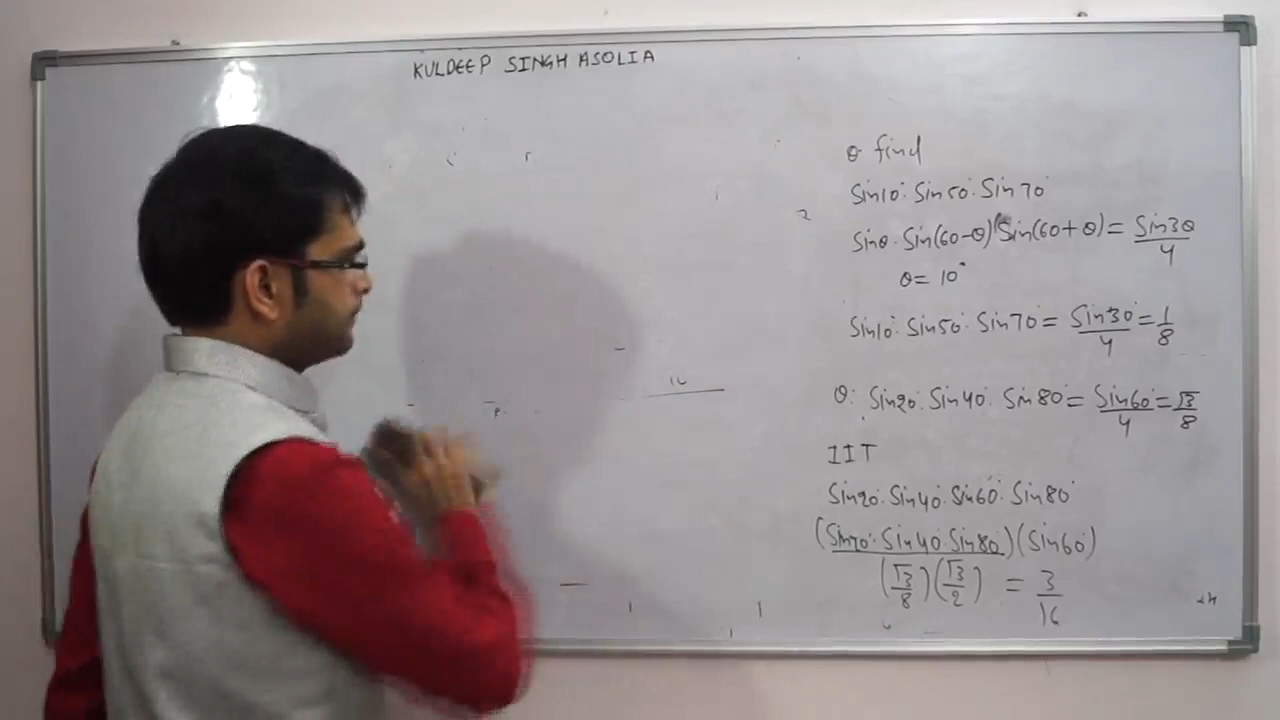 KULDEEP SINGH ASOLIA
θ find
Sin10°. Sin50°. Sin70°
Sinθ. Sin(60-θ) Sin(60+θ) = Sin3θ/4
θ = 10°
Sin10°. Sin50°. Sin70 = Sin30°/4 = 1/8
θ. Sin20°. Sin40°. Sin80 = Sin60°/4 = √3/8
IIT
Sin20°. Sin40°. Sin60°. Sin80°
(Sin20°. Sin40. Sin80)(Sin60°)
(√3/8)(√3/2) = 3/16